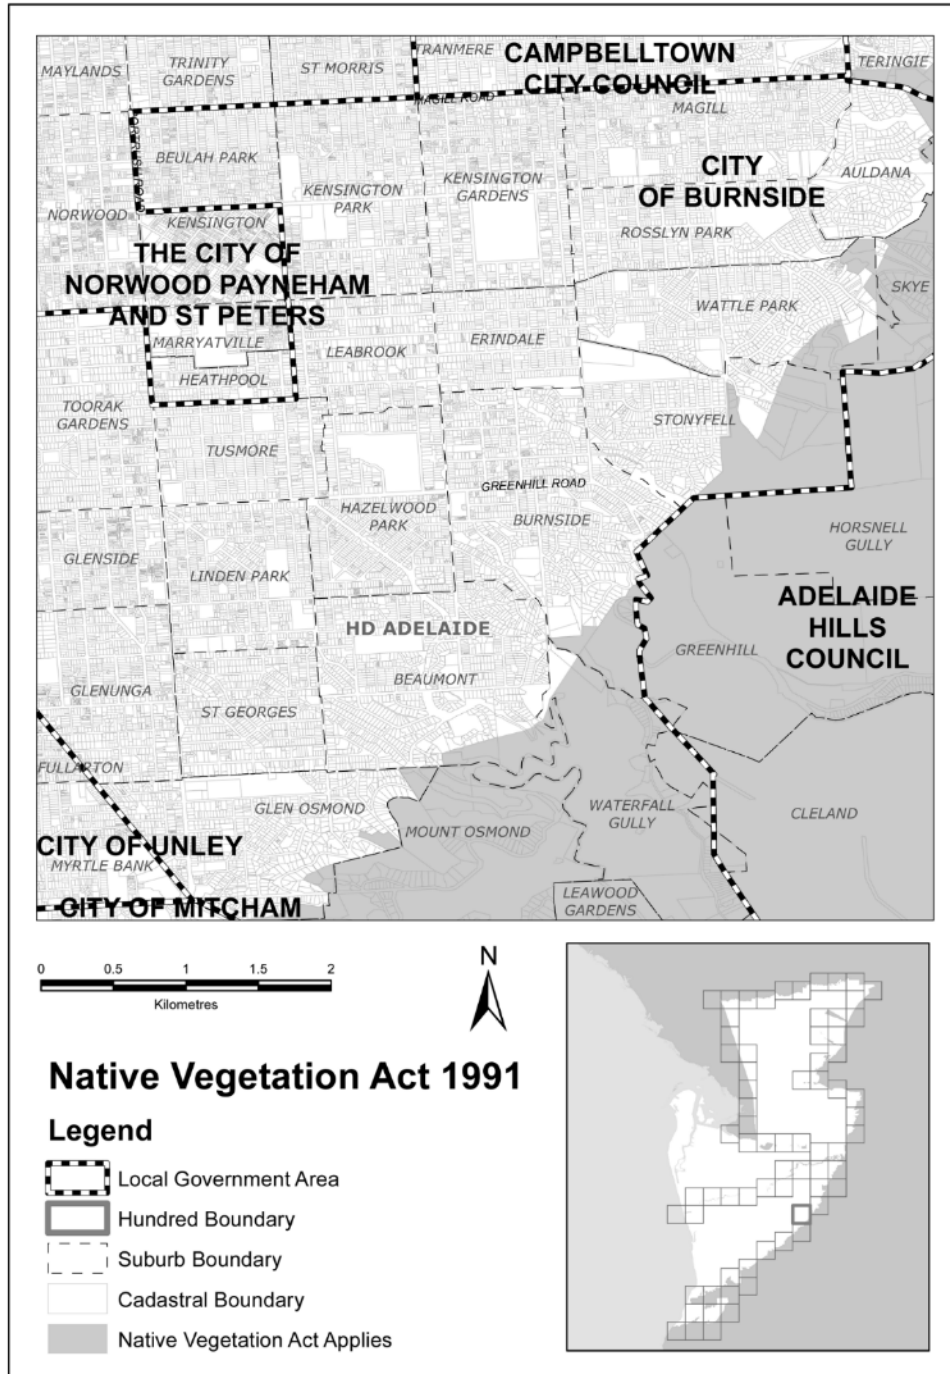 TRANMERE
CAMPBELLTOWN
CITY COUNCIL
TERINGIE
MAYLANDS
TRINITY
GARDENS
ST MORRIS
MAGILL ROAD
MAGILL
PORTRUSH ROAD
BEULAH PARK
CITY
OF BURNSIDE
AULDANA
KENSINGTON
PARK
KENSINGTON
GARDENS
NORWOOD
KENSINGTON
ROSSLYN PARK
THE CITY OF
NORWOOD PAYNEHAM
AND ST PETERS
SKYE
WATTLE PARK
MARRYATVILLE
LEABROOK
ERINDALE
HEATHPOOL
TOORAK
GARDENS
STONYFELL
TUSMORE
GREENHILL ROAD
HAZELWOOD
PARK
BURNSIDE
HORSNELL
GULLY
GLENSIDE
LINDEN PARK
ADELAIDE
HILLS
COUNCIL
HD ADELAIDE
GREENHILL
BEAUMONT
GLENUNGA
ST GEORGES
FULLARTON
GLEN OSMOND
WATERFALL
GULLY
CLELAND
MOUNT OSMOND
CITY OF UNLEY
MYRTLE BANK
LEAWOOD
GARDENS
CITY OF MITCHAM
0 0.5 1 1.5 2
Kilometres
N
Native Vegetation Act 1991
Legend
Local Government Area
Hundred Boundary
Suburb Boundary
Cadastral Boundary
Native Vegetation Act Applies